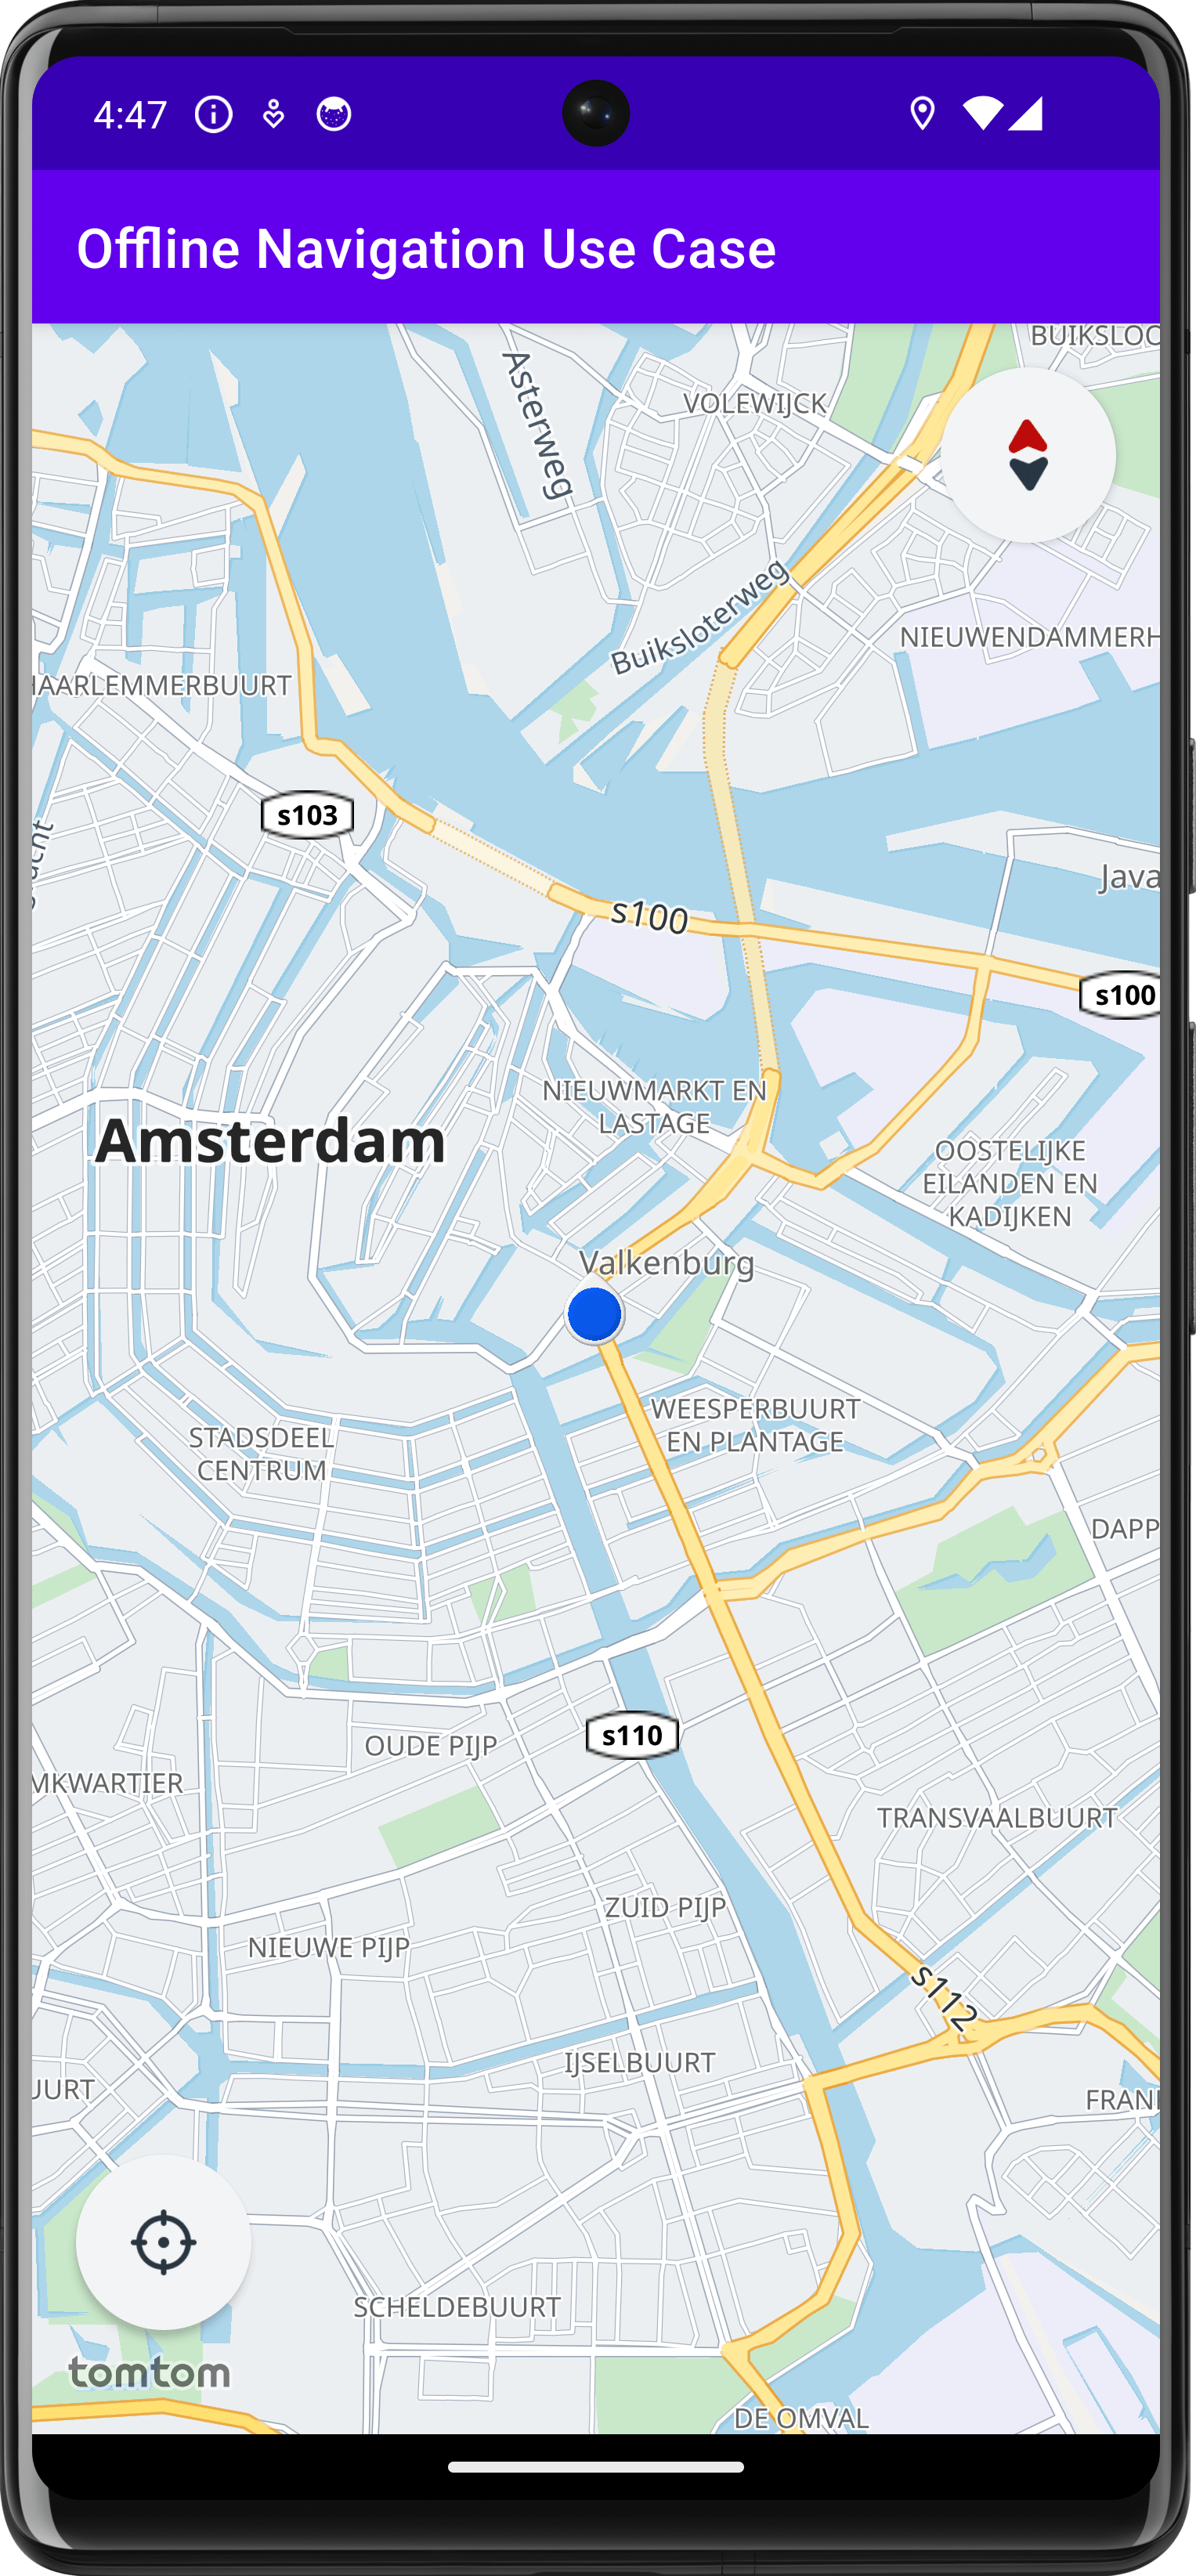 4:47
Offline Navigation Use Case
BUIKSLOO
Asterweg
VOLEWIJCK
Buiksloterweg
NIEUWENDAMMERH
HAARLEMMERBUURT
s103
Java
s100
s100
NIEUWMARKT EN
LASTAGE
Amsterdam
OOSTELIJKE
EILANDEN EN
KADIJKEN
Valkenburg
WEESPERBUURT
EN PLANTAGE
STADSDEEL
CENTRUM
DAPP
s110
OUDE PIJP
MKWARTIER
TRANSVAALBUURT
ZUID PIJP
NIEUWE PIJP
s112
IJSELBUURT
UURT
FRAN
SCHELDEBUURT
tomtom
DE OMVAL